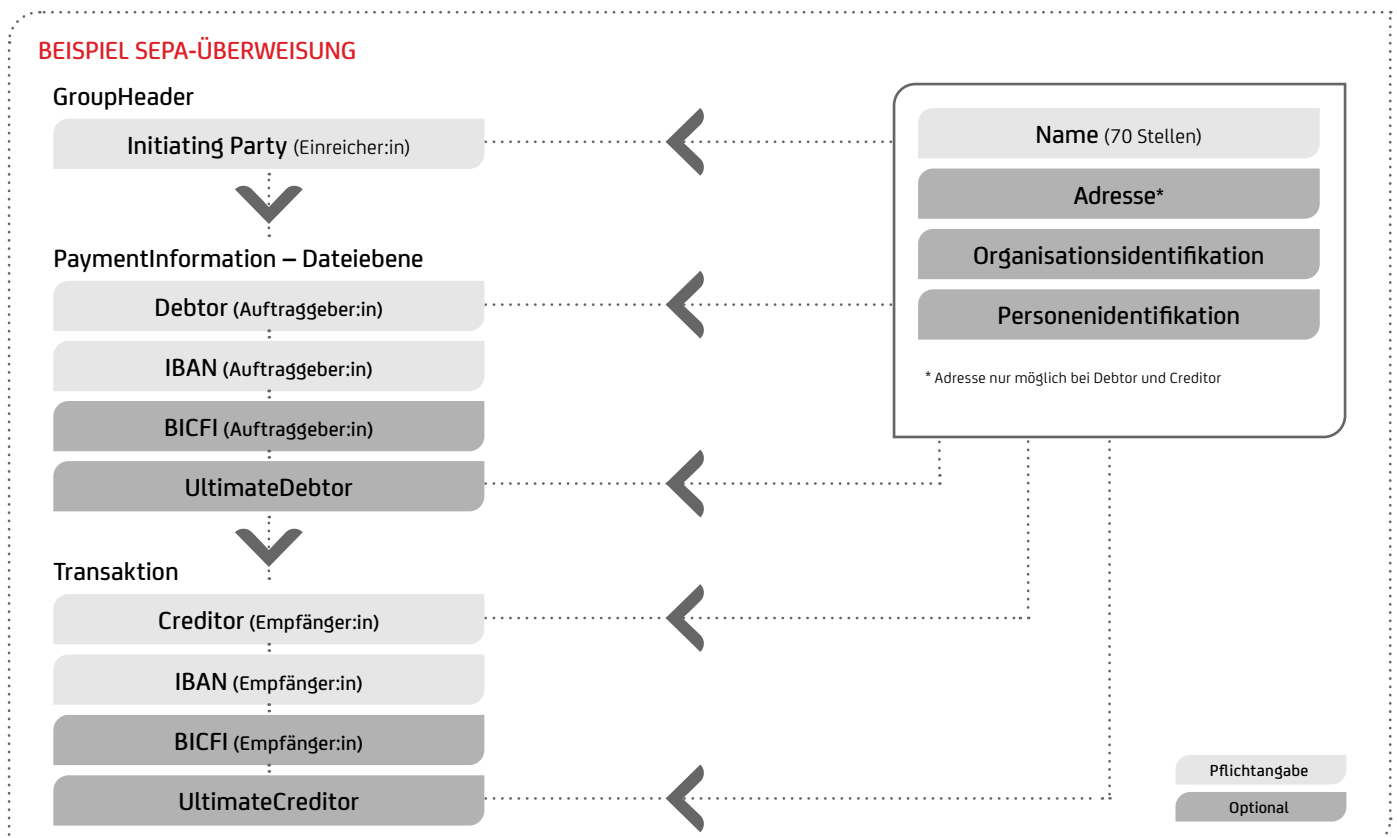 BEISPIEL SEPA-ÜBERWEISUNG
GroupHeader
Initiating Party (Einreicher:in)
PaymentInformation – Dateiebene
Debtor (Auftraggeber:in)
IBAN (Auftraggeber:in)
BICFI (Auftraggeber:in)
UltimateDebtor
Transaktion
Creditor (Empfänger:in)
IBAN (Empfänger:in)
BICFI (Empfänger:in)
UltimateCreditor
Name (70 Stellen)
Adresse*
Organisationsidentifikation
Personenidentifikation
* Adresse nur möglich bei Debtor und Creditor
Pflichtangabe
Optional